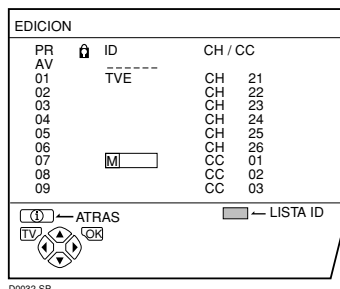 EDICION
PR ID CH / CC
AV _ _ _ _ _ _
01 TVE CH 21
02 CH 22
03 CH 23
04 CH 24
05 CH 25
06 CH 26
07 M CC 01
08 CC 02
09 CC 03
i ATRAS LISTA ID
TV OK
D0032 SP